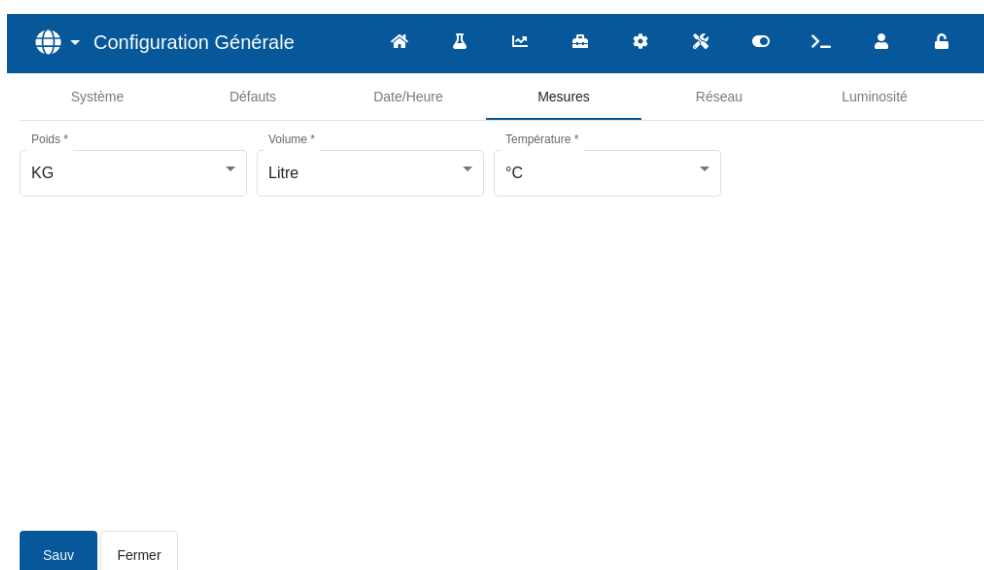 Configuration Générale
Système Défauts Date/Heure Mesures Réseau Luminosité
Poids * Volume * Température *
KG Litre °C
Sauv Fermer